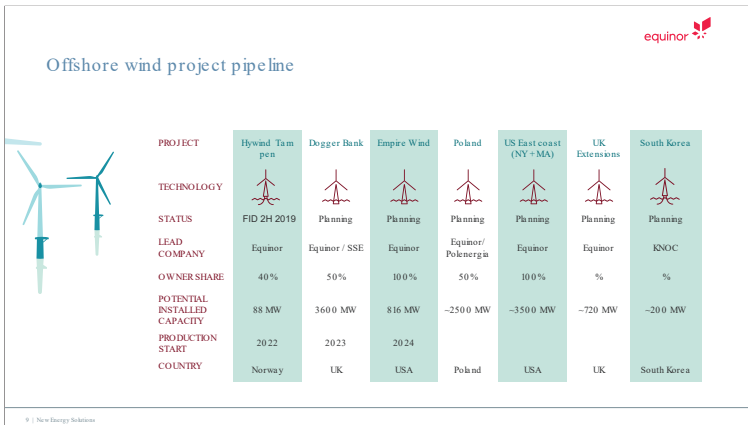 equinor
Offshore wind project pipeline
PROJECT Hywind Tam Dogger Bank Empire Wind Poland US East coast UK South Korea
pen (NY+MA) Extensions
TECHNOLOGY
STATUS FID 2H 2019 Planning Planning Planning Planning Planning Planning
LEAD Equinor Equinor / SSE Equinor Equinor/ Equinor Equinor KNOC
COMPANY Polenergia
OWNER SHARE 40% 50% 100% 50% 100% % %
POTENTIAL
INSTALLED 88 MW 3600 MW 816 MW ~2500 MW ~3500 MW ~720 MW ~200 MW
CAPACITY
PRODUCTION 2022 2023 2024
START
COUNTRY Norway UK USA Poland USA UK South Korea
9 | New Energy Solutions